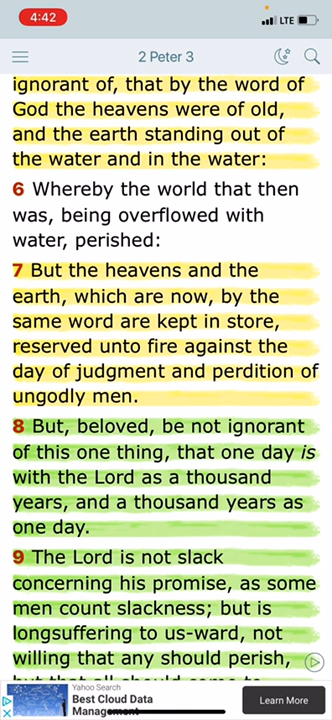 4:42
LTE
2 Peter 3
ignorant of, that by the word of
God the heavens were of old,
and the earth standing out of
the water and in the water:
6 Whereby the world that then
was, being overflowed with
water, perished:
7 But the heavens and the
earth, which are now, by the
same word are kept in store,
reserved unto fire against the
day of judgment and perdition of
ungodly men.
8 But, beloved, be not ignorant
of this one thing, that one day is
with the Lord as a thousand
years, and a thousand years as
one day.
9 The Lord is not slack
concerning his promise, as some
men count slackness; but is
longsuffering to us-ward, not
willing that any should perish,
but that all should come to
Yahoo Search
Best Cloud Data
Management
Learn More